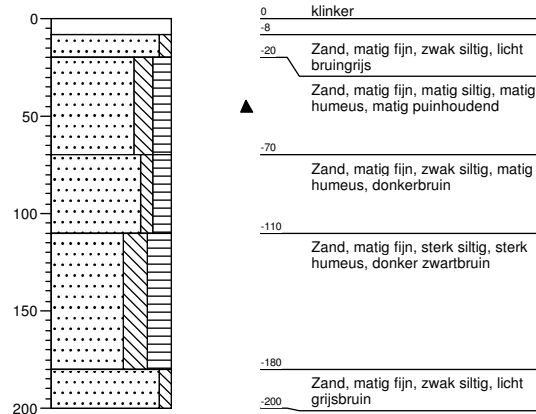 0
50
100
150
200
0
klinker
-8
-20
Zand, matig fijn, zwak siltig, licht
bruingrijs
Zand, matig fijn, matig siltig, matig
humeus, matig puinhoudend
-70
Zand, matig fijn, zwak siltig, matig
humeus, donkerbruin
-110
Zand, matig fijn, sterk siltig, sterk
humeus, donker zwartbruin
-180
Zand, matig fijn, zwak siltig, licht
grijsbruin
-200